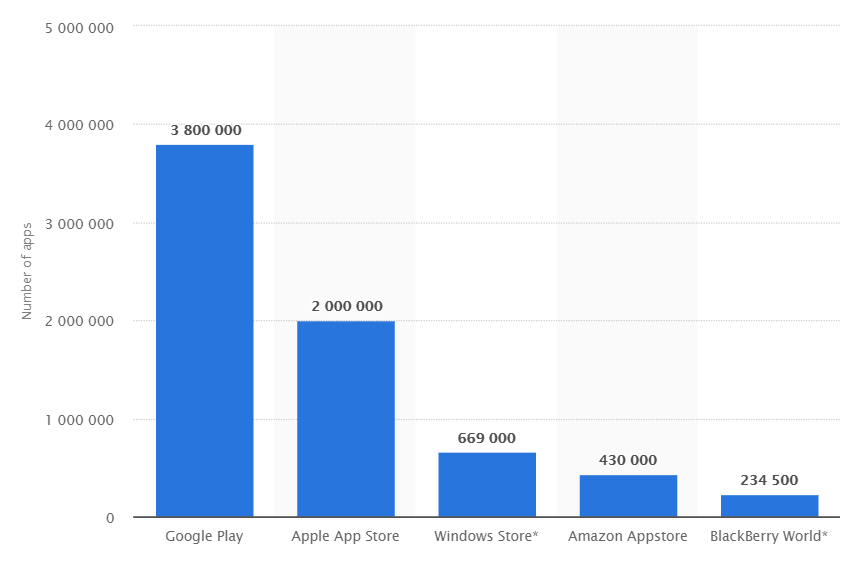 5 000 000
4 000 000
3 000 000
2 000 000
1 000 000
0
Number of apps
3 800 000
2 000 000
669 000
430 000
234 500
Google Play
Apple App Store
Windows Store*
Amazon Appstore
BlackBerry World*